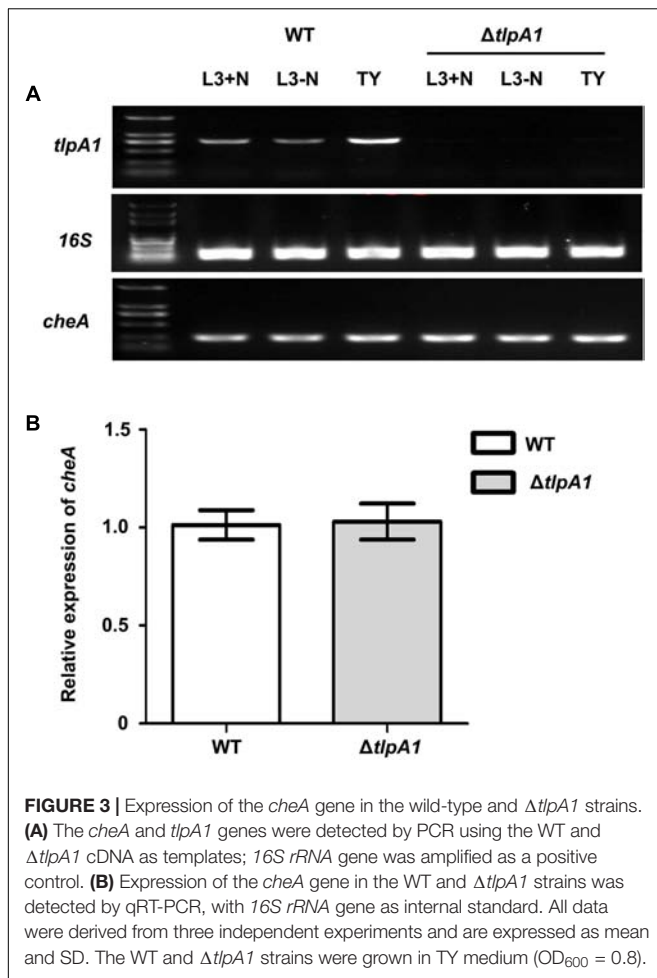 WT ΔtlpA1
L3+N L3-N TY L3+N L3-N TY
A
tlpA1
16S
cheA
B
Relative expression of cheA
1.5
1.0
0.5
0
WT
ΔtlpA1
WT ΔtlpA1
FIGURE 3 | Expression of the cheA gene in the wild-type and ΔtlpA1 strains.
(A) The cheA and tlpA1 genes were detected by PCR using the WT and
ΔtlpA1 cDNA as templates; 16S rRNA gene was amplified as a positive
control. (B) Expression of the cheA gene in the WT and ΔtlpA1 strains was
detected by qRT-PCR, with 16S rRNA gene as internal standard. All data
were derived from three independent experiments and are expressed as mean
and SD. The WT and ΔtlpA1 strains were grown in TY medium (OD₆₀₀ = 0.8).